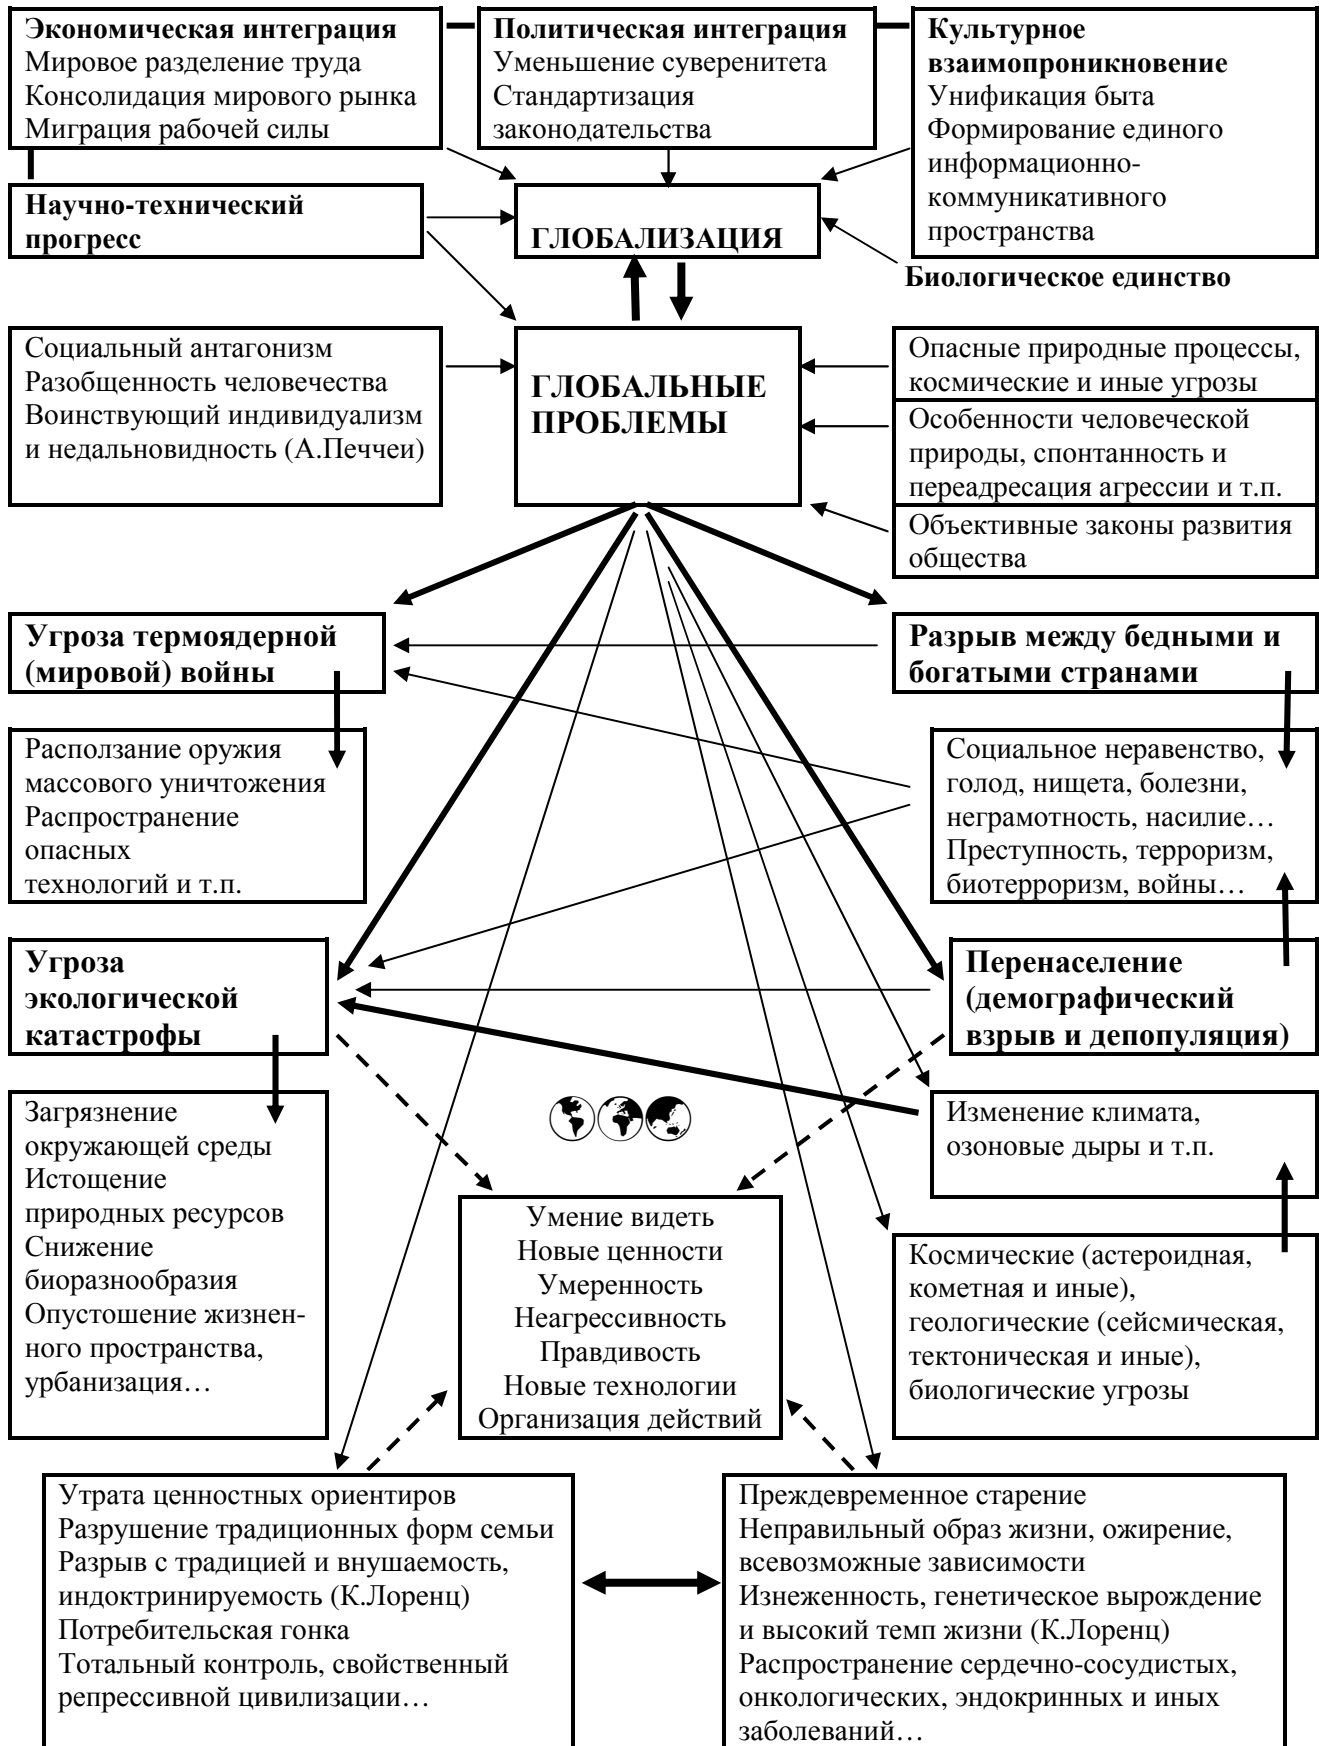 Экономическая интеграция
Мировое разделение труда
Консолидация мирового рынка
Миграция рабочей силы
Политическая интеграция
Уменьшение суверенитета
Стандартизация
законодательства
Культурное
взаимопроникновение
Унификация быта
Формирование единого
информационно-
коммуникативного
пространства
Научно-технический
прогресс
ГЛОБАЛИЗАЦИЯ
Биологическое единство
Социальный антагонизм
Разобщенность человечества
Воинствующий индивидуализм
и недальновидность (А.Печчеи)
ГЛОБАЛЬНЫЕ
ПРОБЛЕМЫ
Опасные природные процессы,
космические и иные угрозы
Особенности человеческой
природы, спонтанность и
переадресация агрессии и т.п.
Объективные законы развития
общества
Угроза термоядерной
(мировой) войны
Разрыв между бедными и
богатыми странами
Расползание оружия
массового уничтожения
Распространение
опасных
технологий и т.п.
Социальное неравенство,
голод, нищета, болезни,
неграмотность, насилие…
Преступность, терроризм,
биотерроризм, войны…
Угроза
экологической
катастрофы
Перенаселение
(демографический
взрыв и депопуляция)
Загрязнение
окружающей среды
Истощение
природных ресурсов
Снижение
биоразнообразия
Опустошение жизнен-
ного пространства,
урбанизация…
Изменение климата,
озоновые дыры и т.п.
Умение видеть
Новые ценности
Умеренность
Неагрессивность
Правдивость
Новые технологии
Организация действий
Космические (астероидная,
кометная и иные),
геологические (сейсмическая,
тектоническая и иные),
биологические угрозы
Утрата ценностных ориентиров
Разрушение традиционных форм семьи
Разрыв с традицией и внушаемость,
индоктринируемость (К.Лоренц)
Потребительская гонка
Тотальный контроль, свойственный
репрессивной цивилизации…
Преждевременное старение
Неправильный образ жизни, ожирение,
всевозможные зависимости
Изнеженность, генетическое вырождение
и высокий темп жизни (К.Лоренц)
Распространение сердечно-сосудистых,
онкологических, эндокринных и иных
заболеваний…